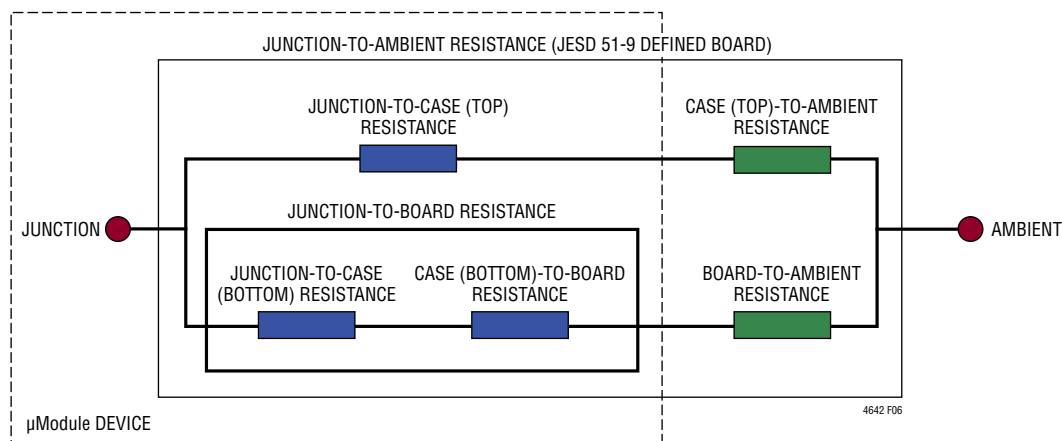 JUNCTION-TO-AMBIENT RESISTANCE (JESD 51-9 DEFINED BOARD)
JUNCTION-TO-CASE (TOP)
RESISTANCE
CASE (TOP)-TO-AMBIENT
RESISTANCE
JUNCTION-TO-BOARD RESISTANCE
JUNCTION
AMBIENT
JUNCTION-TO-CASE
(BOTTOM) RESISTANCE
CASE (BOTTOM)-TO-BOARD
RESISTANCE
BOARD-TO-AMBIENT
RESISTANCE
4642 F06
µModule DEVICE